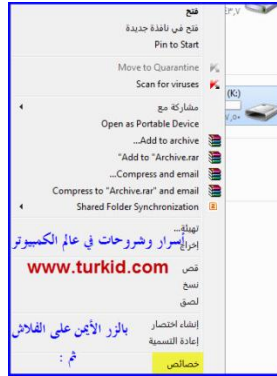 فتح
فتح في نافذة جديدة
Pin to Start
Move to Quarantine
Scan for viruses
مشاركة مع
Open as Portable Device
Add to archive...
Add to "Archive.rar"
Compress and email...
Compress to "Archive.rar" and email
Shared Folder Synchronization
تهيئة...
إخراج
أسرار وشروحات في عالم الكمبيوتر
قص
www.turkid.com
نسخ
لصق
إنشاء اختصار
إعادة التسمية
بالزر الأيمن على الفلاش
ثم :
خصائص
(K:)